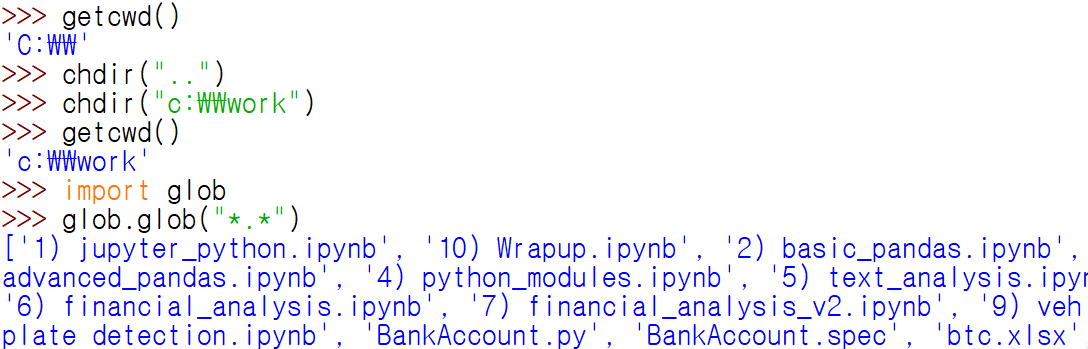 >>> getcwd()
'C:₩₩'
>>> chdir("..")
>>> chdir("c:₩₩work")
>>> getcwd()
'c:₩₩work'
>>> import glob
>>> glob.glob("*.*")
['1) jupyter_python.ipynb', '10) Wrapup.ipynb', '2) basic_pandas.ipynb',
advanced_pandas.ipynb', '4) python_modules.ipynb', '5) text_analysis.ipyn
'6) financial_analysis.ipynb', '7) financial_analysis_v2.ipynb', '9) veh
plate detection.ipynb', 'BankAccount.py', 'BankAccount.spec', 'btc.xlsx'